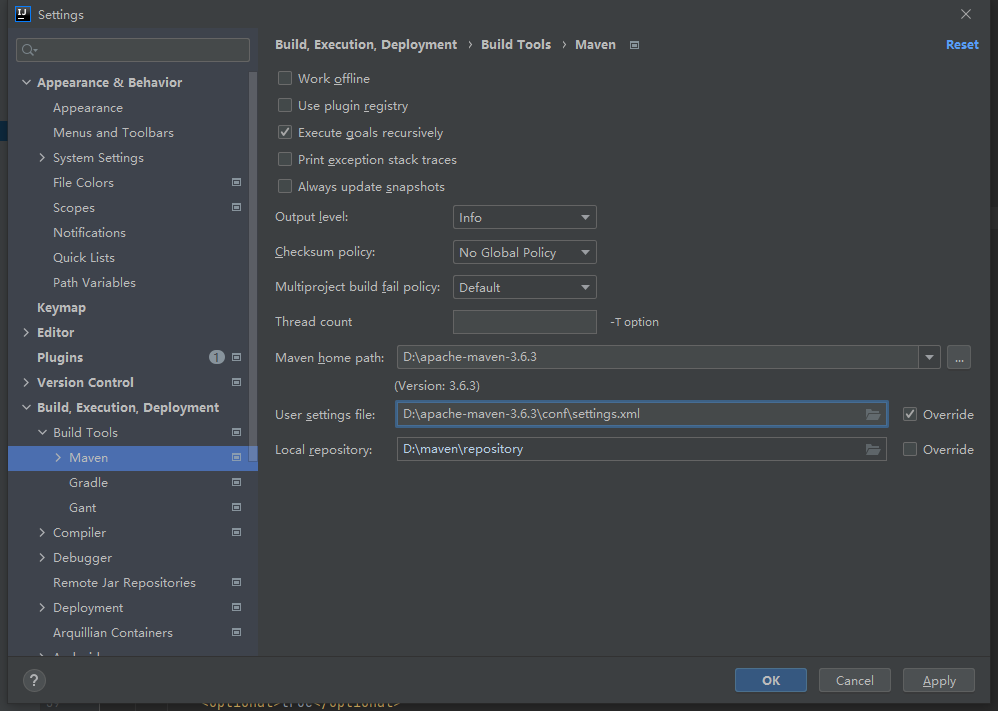 Settings
Build, Execution, Deployment › Build Tools › Maven
Reset
Appearance & Behavior
Appearance
Menus and Toolbars
System Settings
File Colors
Scopes
Notifications
Quick Lists
Path Variables
Keymap
Editor
Plugins 1
Version Control
Build, Execution, Deployment
Build Tools
Maven
Gradle
Gant
Compiler
Debugger
Remote Jar Repositories
Deployment
Arquillian Containers
Work offline
Use plugin registry
Execute goals recursively
Print exception stack traces
Always update snapshots
Output level: Info
Checksum policy: No Global Policy
Multiproject build fail policy: Default
Thread count -T option
Maven home path: D:\apache-maven-3.6.3 ...
(Version: 3.6.3)
User settings file: D:\apache-maven-3.6.3\conf\settings.xml Override
Local repository: D:\maven\repository Override
? OK Cancel Apply